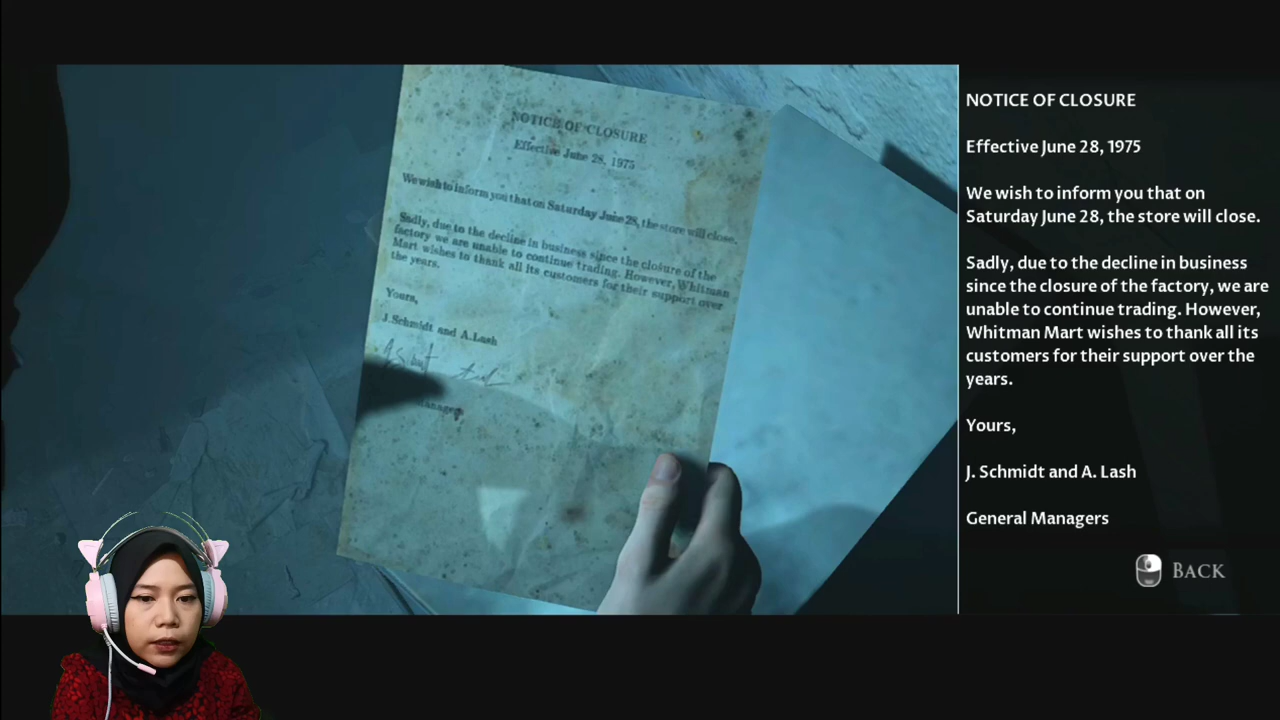 NOTICE OF CLOSURE
Effective June 28, 1975
We wish to inform you that on Saturday June 28, the store will close.
Sadly, due to the decline in business since the closure of the
factory we are unable to continue trading. However, Whitman
Mart wishes to thank all its customers for their support over
the years.
Yours,
J.Schmidt and A.Lash
NOTICE OF CLOSURE
Effective June 28, 1975
We wish to inform you that on
Saturday June 28, the store will close.
Sadly, due to the decline in business
since the closure of the factory, we are
unable to continue trading. However,
Whitman Mart wishes to thank all its
customers for their support over the
years.
Yours,
J. Schmidt and A. Lash
General Managers
BACK